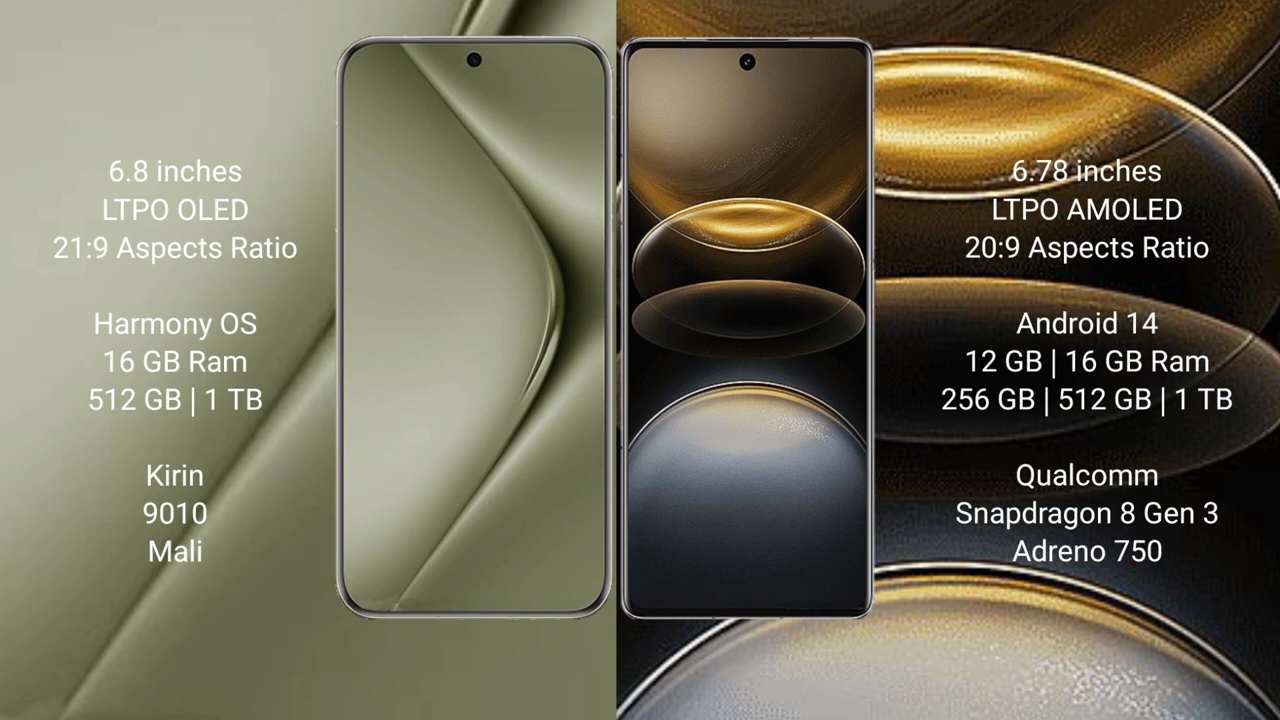 6.8 inches
LTPO OLED
21:9 Aspects Ratio
Harmony OS
16 GB Ram
512 GB | 1 TB
Kirin
9010
Mali
6.78 inches
LTPO AMOLED
20:9 Aspects Ratio
Android 14
12 GB | 16 GB Ram
256 GB | 512 GB | 1 TB
Qualcomm
Snapdragon 8 Gen 3
Adreno 750